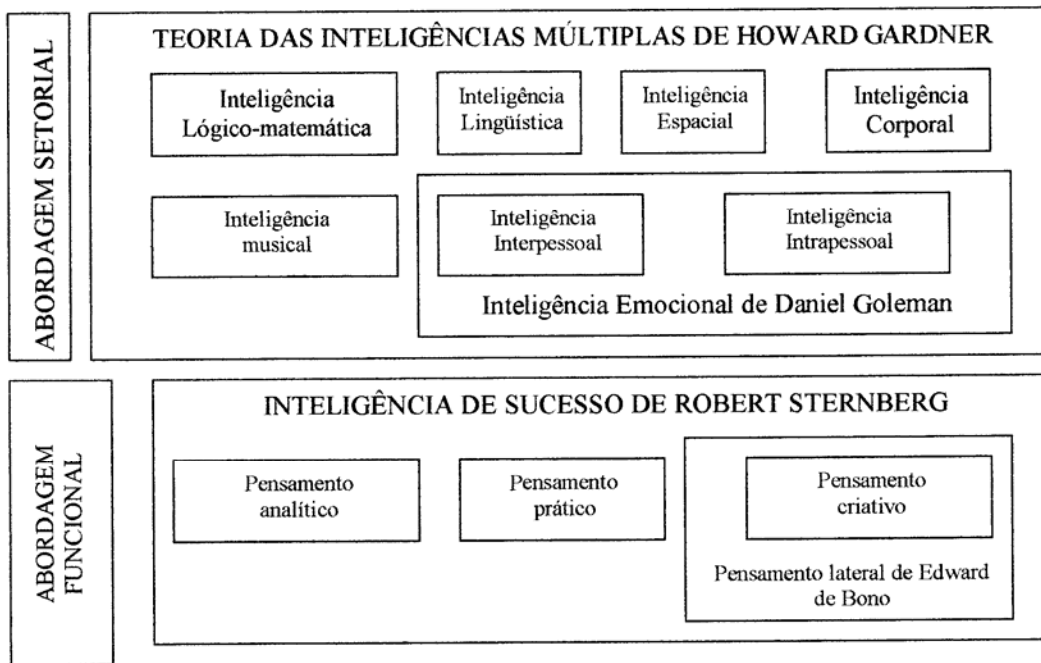 ABORDAGEM SETORIAL
TEORIA DAS INTELIGÊNCIAS MÚLTIPLAS DE HOWARD GARDNER
Inteligência
Lógico-matemática
Inteligência
Lingüística
Inteligência
Espacial
Inteligência
Corporal
Inteligência
musical
Inteligência
Interpessoal
Inteligência
Intrapessoal
Inteligência Emocional de Daniel Goleman
ABORDAGEM
FUNCIONAL
INTELIGÊNCIA DE SUCESSO DE ROBERT STERNBERG
Pensamento
analítico
Pensamento
prático
Pensamento
criativo
Pensamento lateral de Edward
de Bono